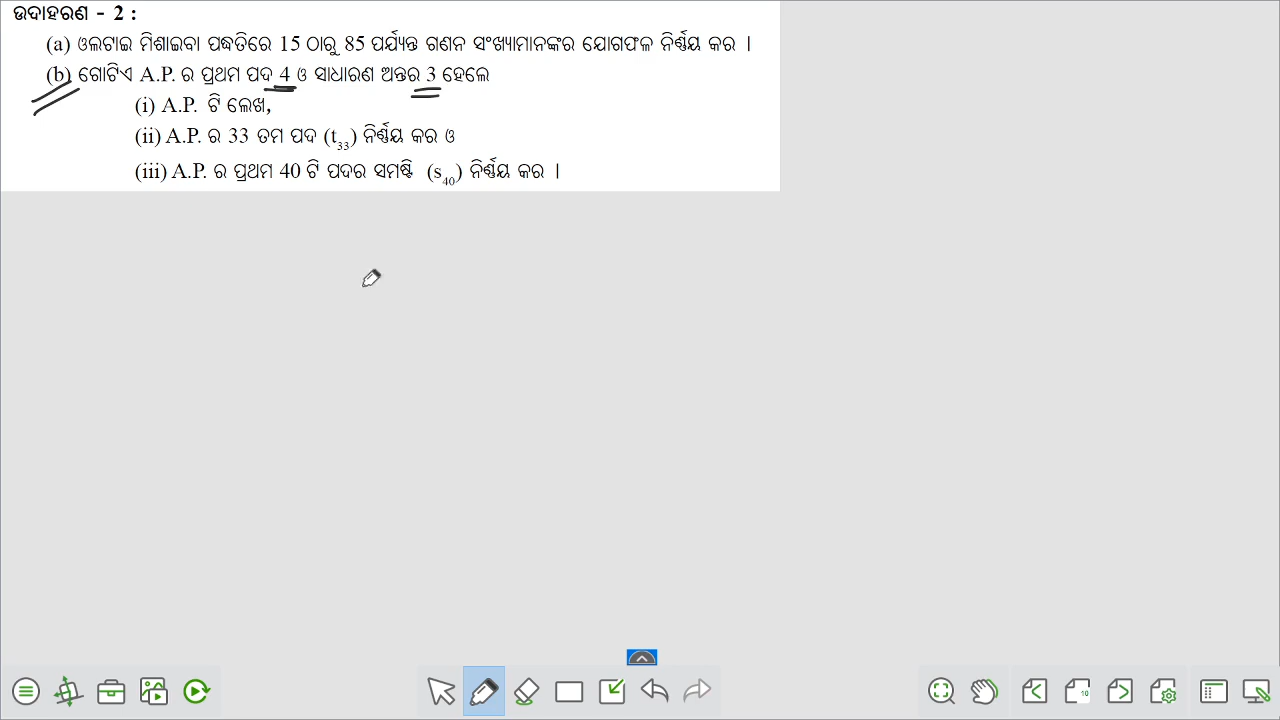 ଉଦାହରଣ - 2 :
(a) ଓଲଟାଇ ମିଶାଇବା ପଦ୍ଧତିରେ 15 ଠାରୁ 85 ପର୍ଯ୍ୟନ୍ତ ଗଣନ ସଂଖ୍ୟାମାନଙ୍କର ଯୋଗଫଳ ନିର୍ଣ୍ଣୟ କର ।
(b) ଗୋଟିଏ A.P. ର ପ୍ରଥମ ପଦ 4 ଓ ସାଧାରଣ ଅନ୍ତର 3 ହେଲେ
(i) A.P. ଟି ଲେଖ,
(ii) A.P. ର 33 ତମ ପଦ (t33) ନିର୍ଣ୍ଣୟ କର ଓ
(iii) A.P. ର ପ୍ରଥମ 40 ଟି ପଦର ସମଷ୍ଟି (s40) ନିର୍ଣ୍ଣୟ କର ।
10